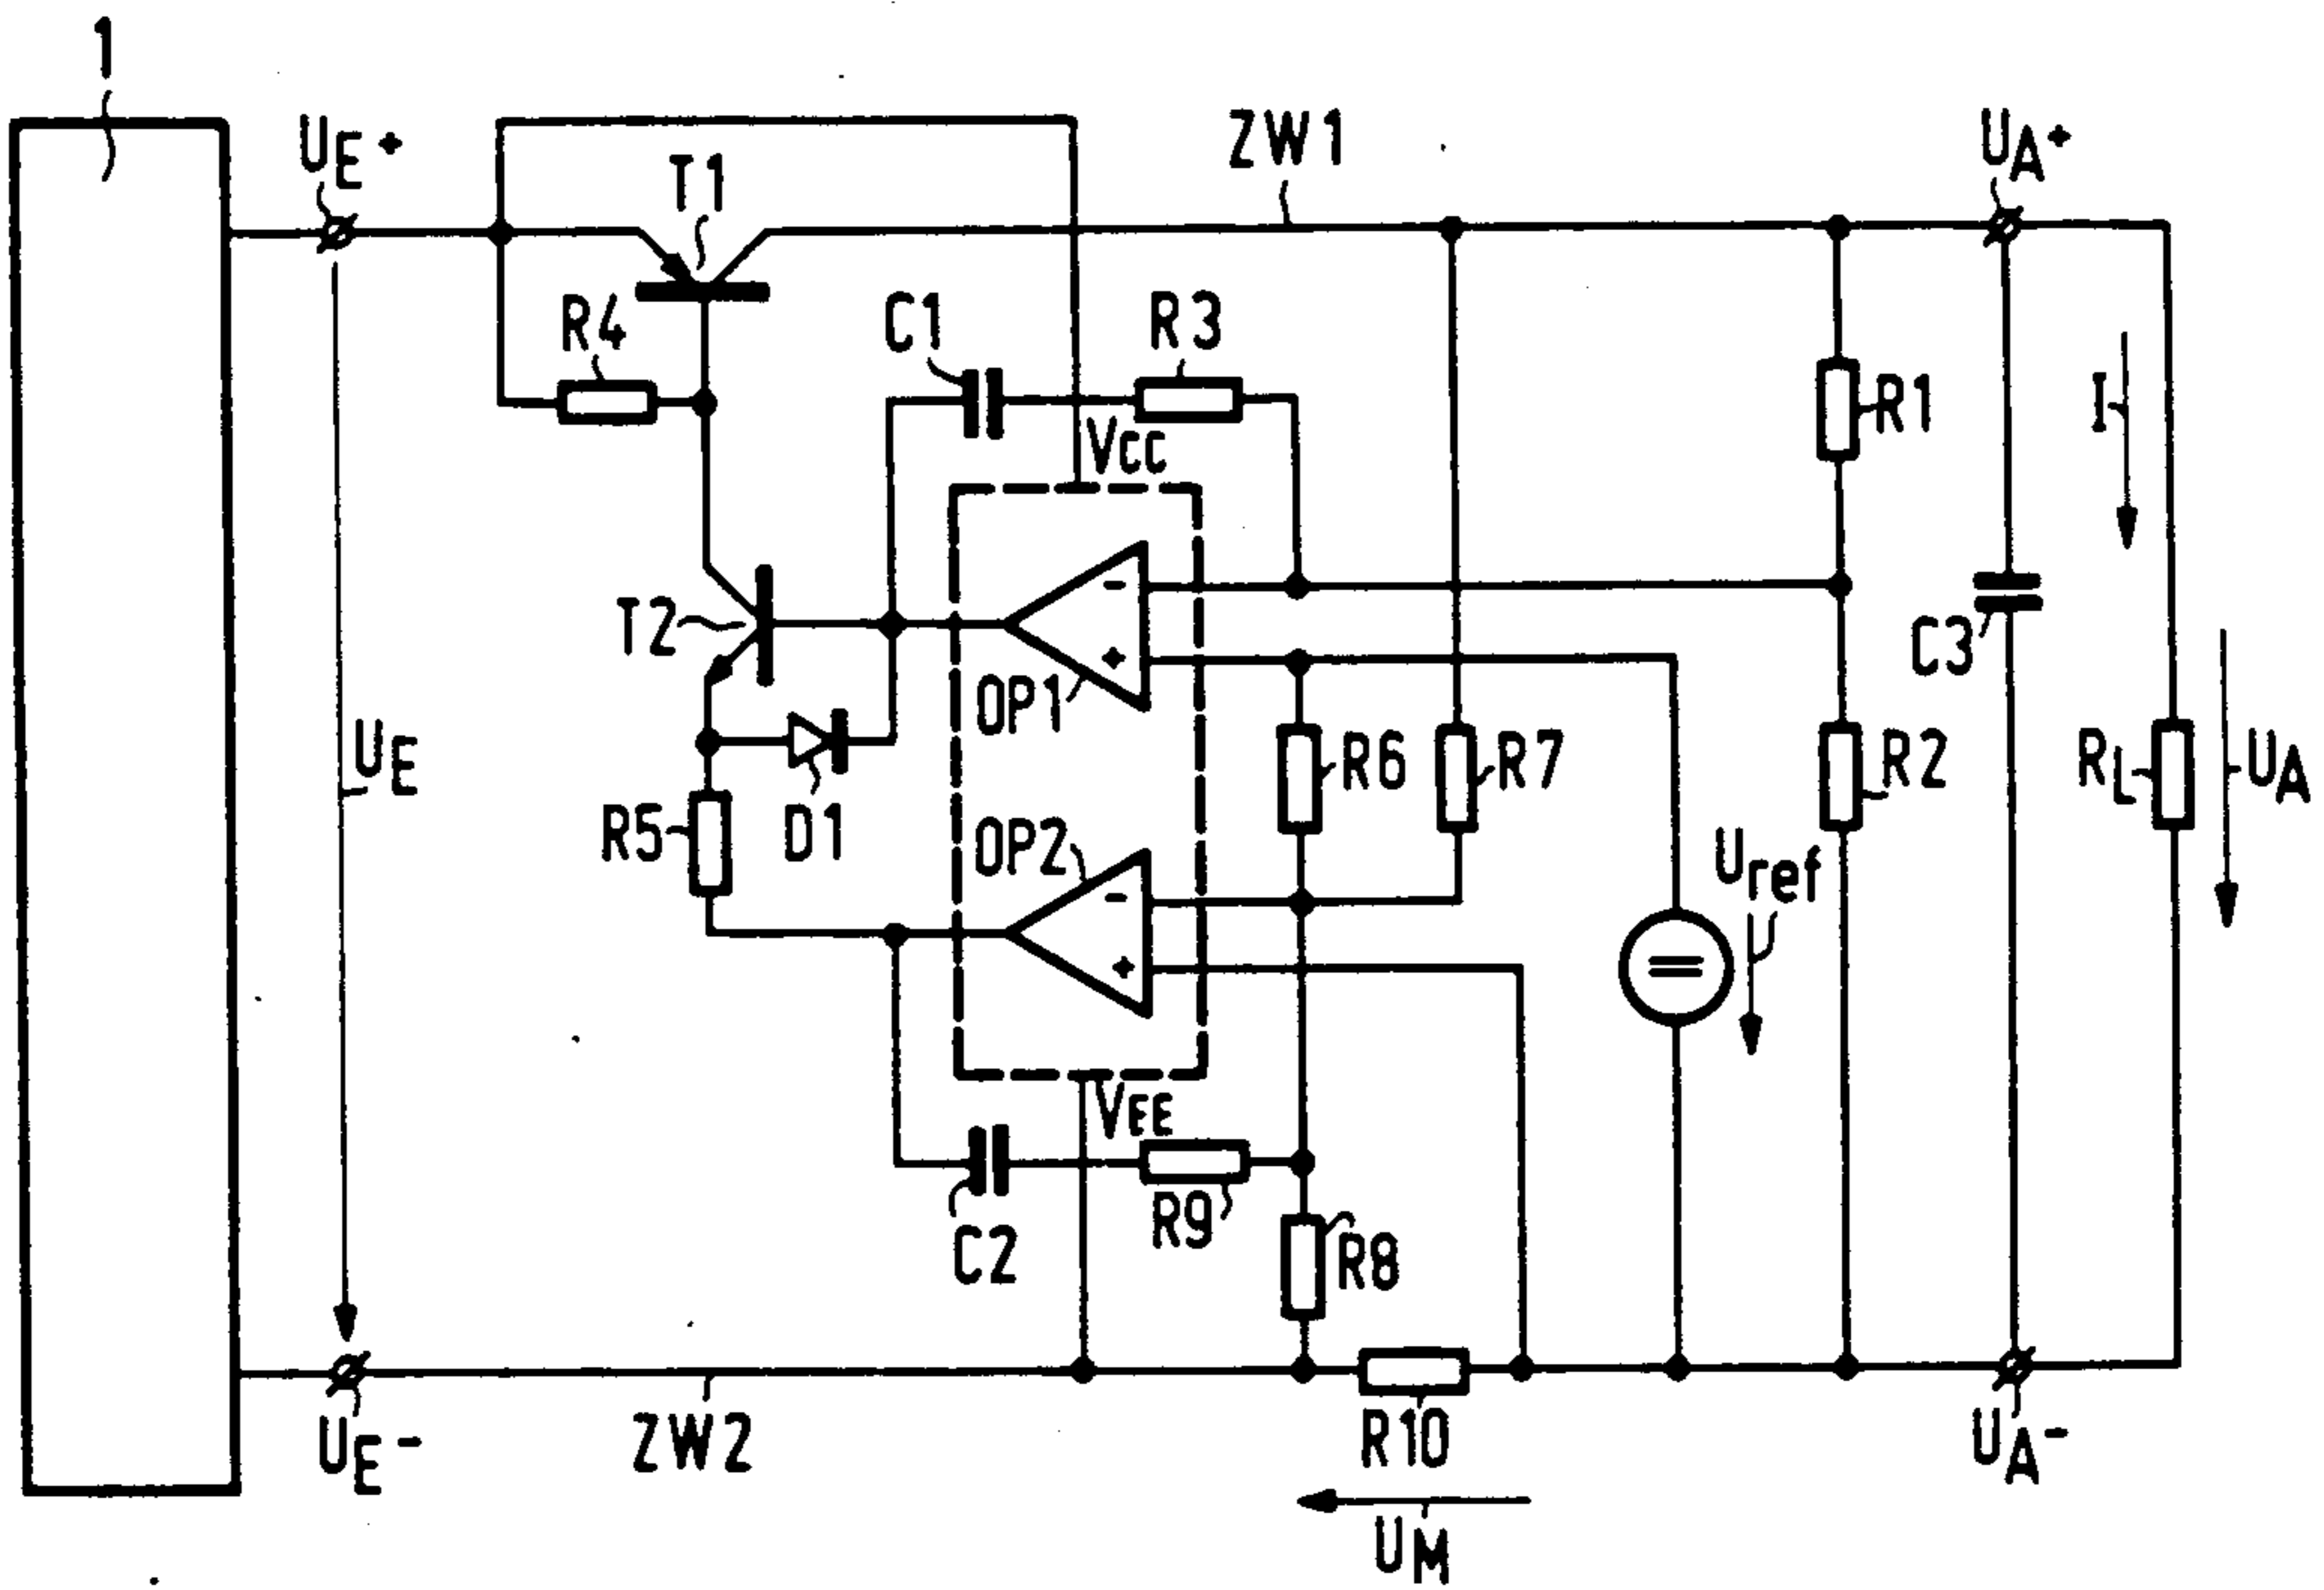 1
UE+
T1
ZW1
UA+
R4
C1
R3
R1
I
VCC
-
T2
+
OP1
C3
UE
R6
R7
R2
RL
UA
R5
D1
OP2
-
Uref
+
=
VEE
C2
R9
R8
UE-
ZW2
R10
UA-
UM